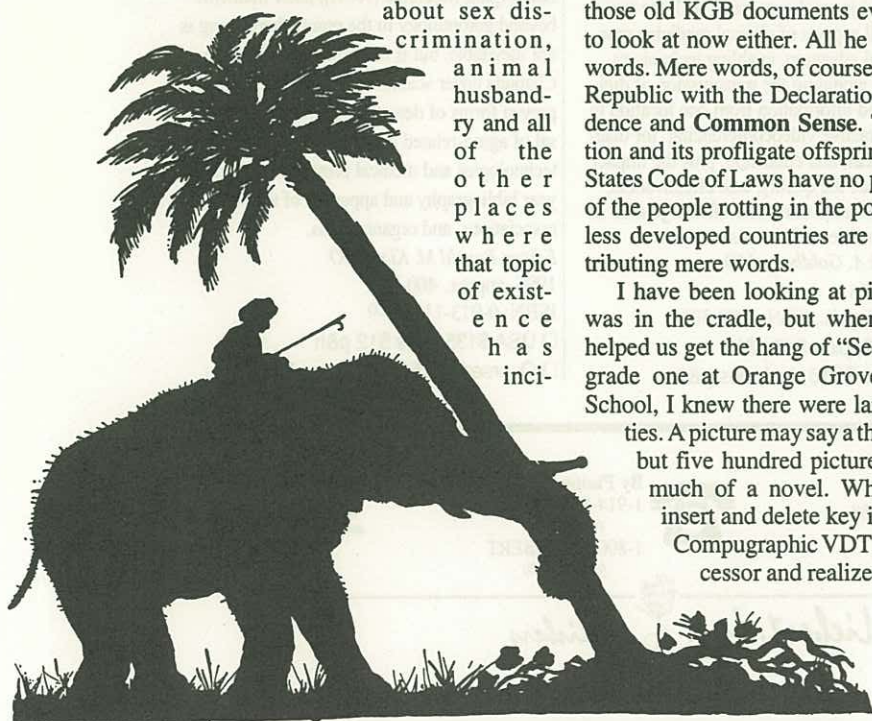 about sex dis-
crimination,
animal
husband-
ry and all
of the
other
places
where
that topic
of exist-
ence
has
inci-
those old KGB documents
to look at now either. All he
words. Mere words, of course
Republic with the Declaratio
dence and Common Sense.
tion and its profligate offsprin
States Code of Laws have no
of the people rotting in the po
less developed countries are
tributing mere words.
I have been looking at pi
was in the cradle, but when
helped us get the hang of “Se
grade one at Orange Grove
School, I knew there were la
ties. A picture may say a th
but five hundred picture
much of a novel. Wh
insert and delete key i
Compugraphic VDT
cessor and realize